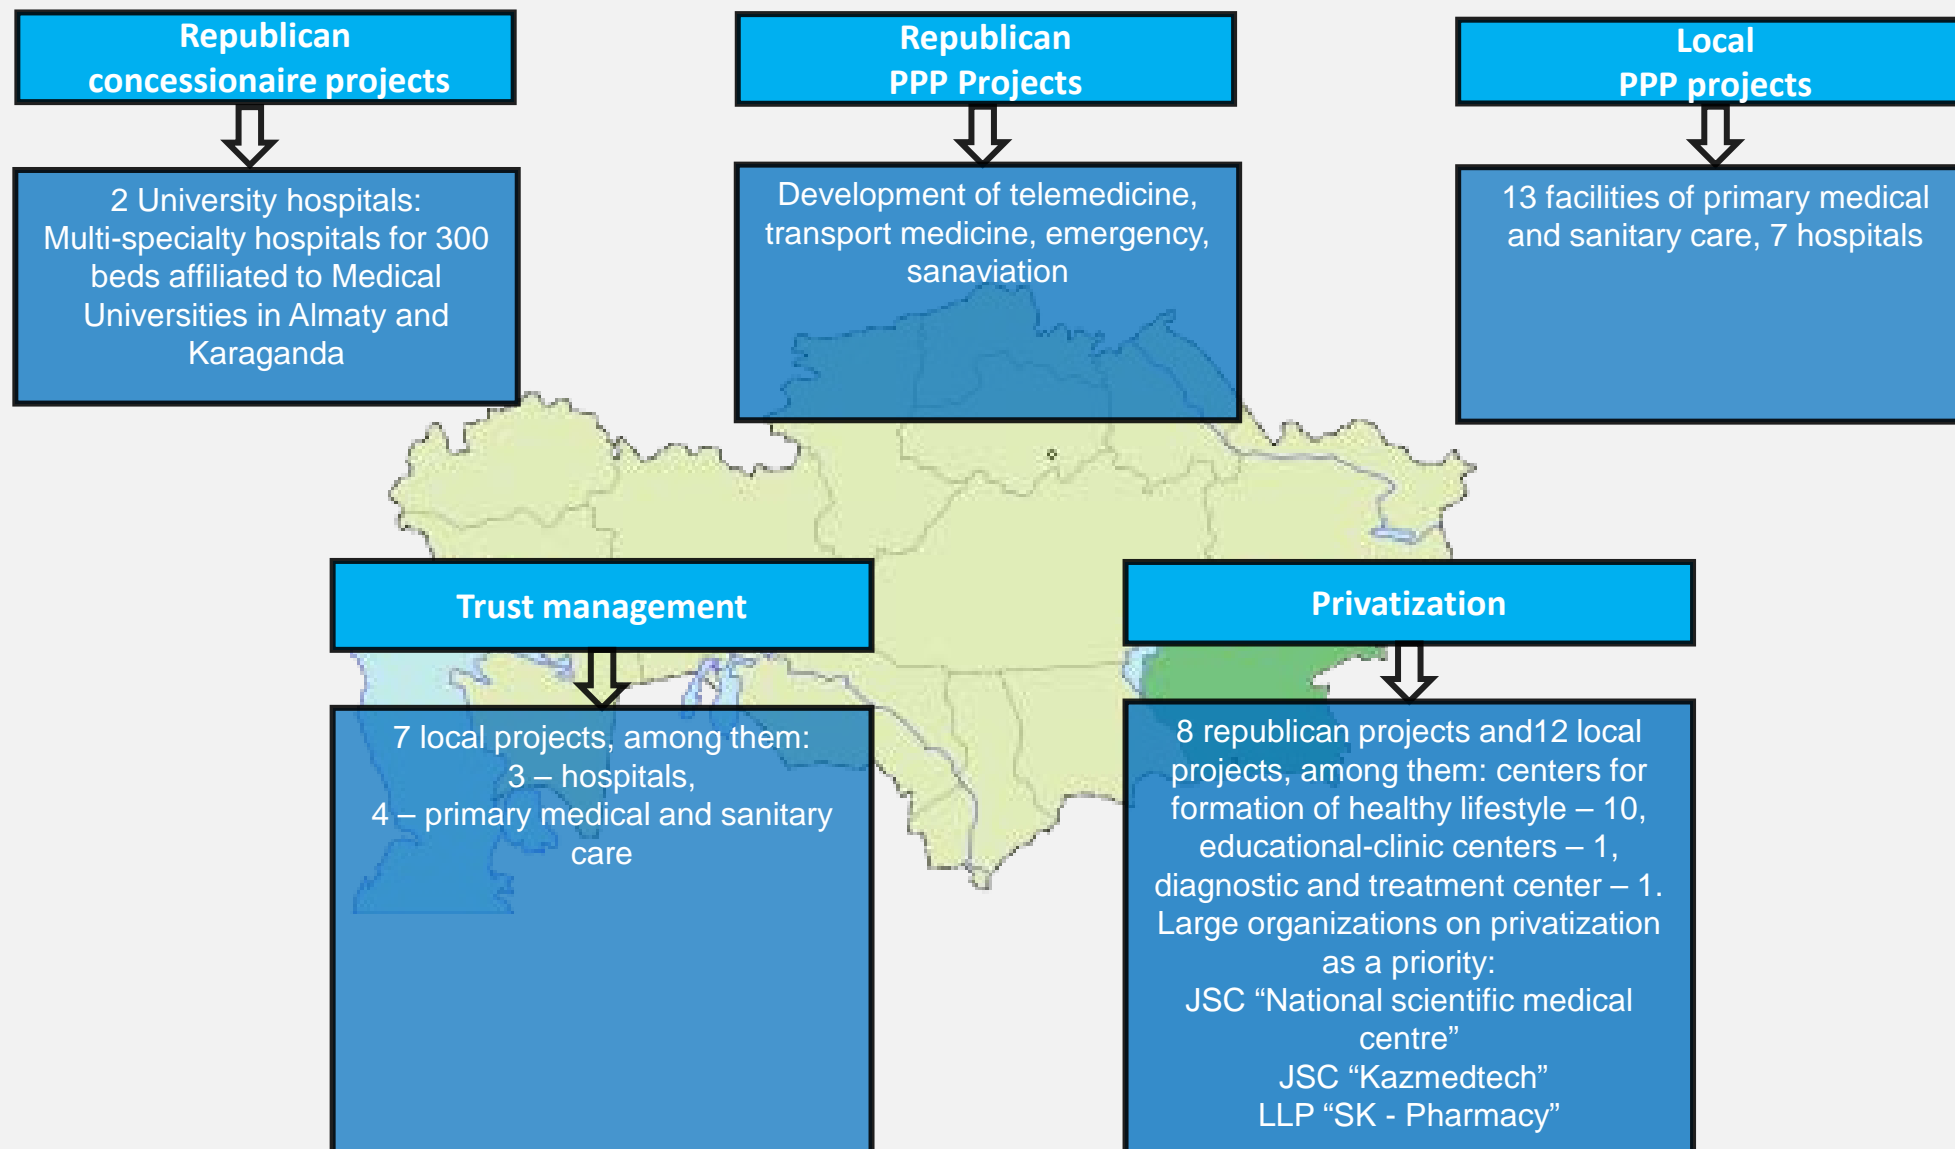 Republican
concessionaire projects
2 University hospitals:
Multi-specialty hospitals for 300
beds affiliated to Medical
Universities in Almaty and
Karaganda
Republican
PPP Projects
Development of telemedicine,
transport medicine, emergency,
sanaviation
Local
PPP projects
13 facilities of primary medical
and sanitary care, 7 hospitals
Trust management
7 local projects, among them:
3 – hospitals,
4 – primary medical and sanitary
care
Privatization
8 republican projects and12 local
projects, among them: centers for
formation of healthy lifestyle – 10,
educational-clinic centers – 1,
diagnostic and treatment center – 1.
Large organizations on privatization
as a priority:
JSC “National scientific medical
centre”
JSC “Kazmedtech”
LLP “SK - Pharmacy”